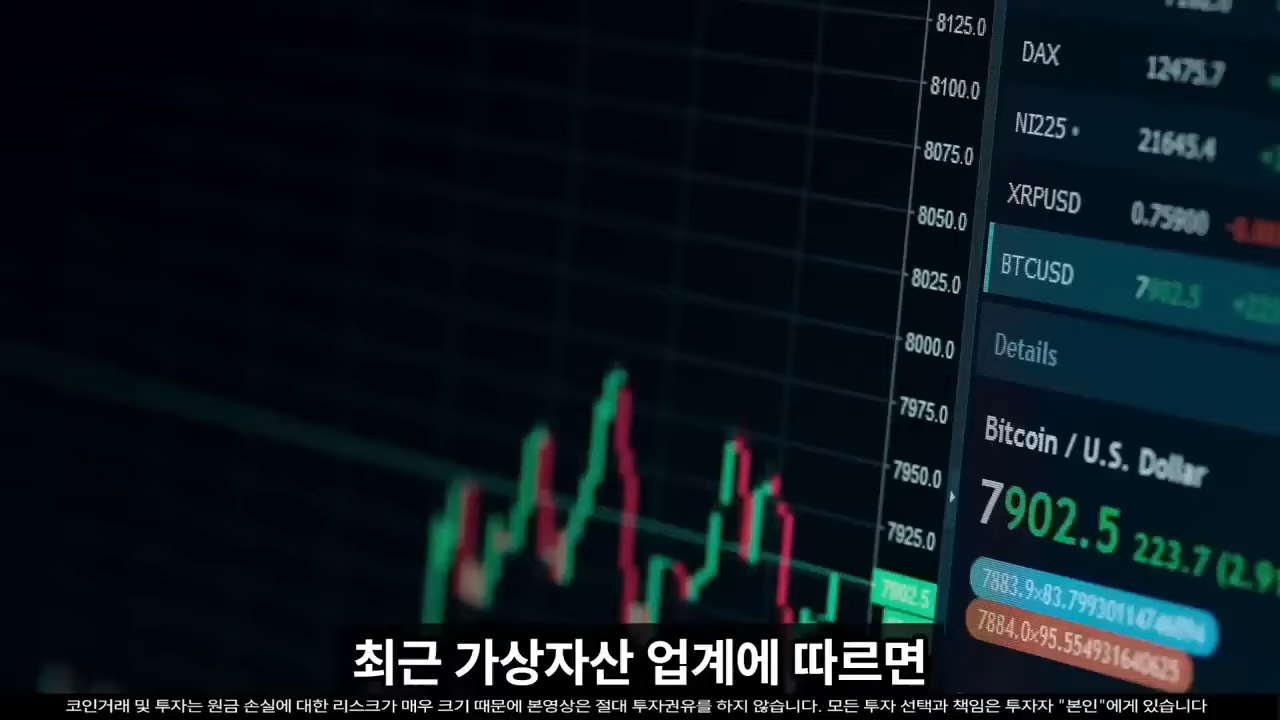 8125.0
DAX 12475.7
8100.0
NI225 21645.4
8075.0
XRPUSD 0.75900
8050.0
BTCUSD 7902.5
8025.0
8000.0
Details
7975.0
Bitcoin / U.S. Dollar
7950.0
7902.5 223.7
7925.0
7902.5
최근 가상자산 업계에 따르면
코인거래 및 투자는 원금 손실에 대한 리스크가 매우 크기 때문에 본영상은 절대 투자권유를 하지 않습니다. 모든 투자 선택과 책임은 투자자 "본인"에게 있습니다